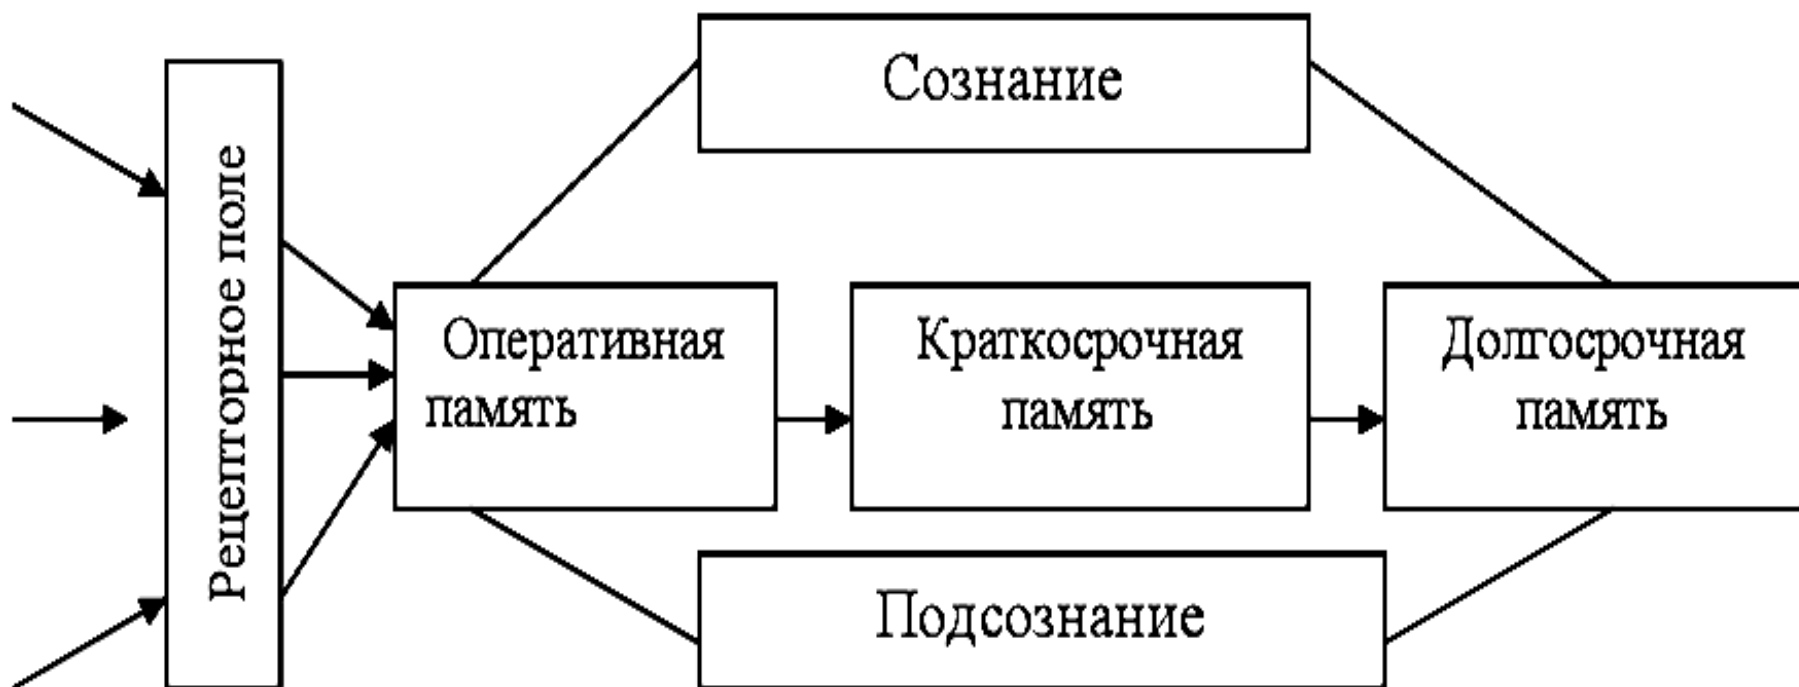 Сознание
Рецепторное поле
Оперативная
память
Краткосрочная
память
Долгосрочная
память
Подсознание